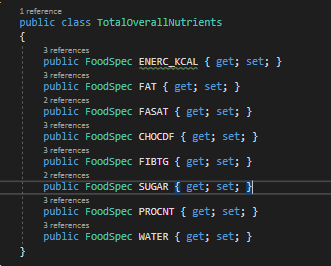 1 reference
public class TotalOverallNutrients
{
3 references
public FoodSpec ENERC_KCAL { get; set; }
3 references
public FoodSpec FAT { get; set; }
2 references
public FoodSpec FASAT { get; set; }
3 references
public FoodSpec CHOCDF { get; set; }
3 references
public FoodSpec FIBTG { get; set; }
2 references
public FoodSpec SUGAR { get; set; }
3 references
public FoodSpec PROCNT { get; set; }
3 references
public FoodSpec WATER { get; set; }
}